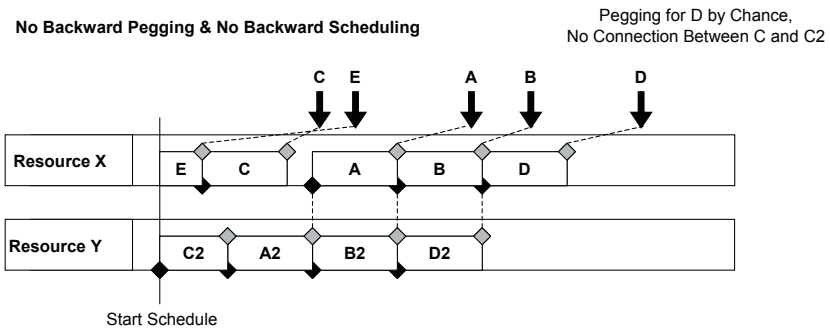 No Backward Pegging & No Backward Scheduling
Pegging for D by Chance,
No Connection Between C and C2
C E A B D
Resource X
E C A B D
Resource Y
C2 A2 B2 D2
Start Schedule